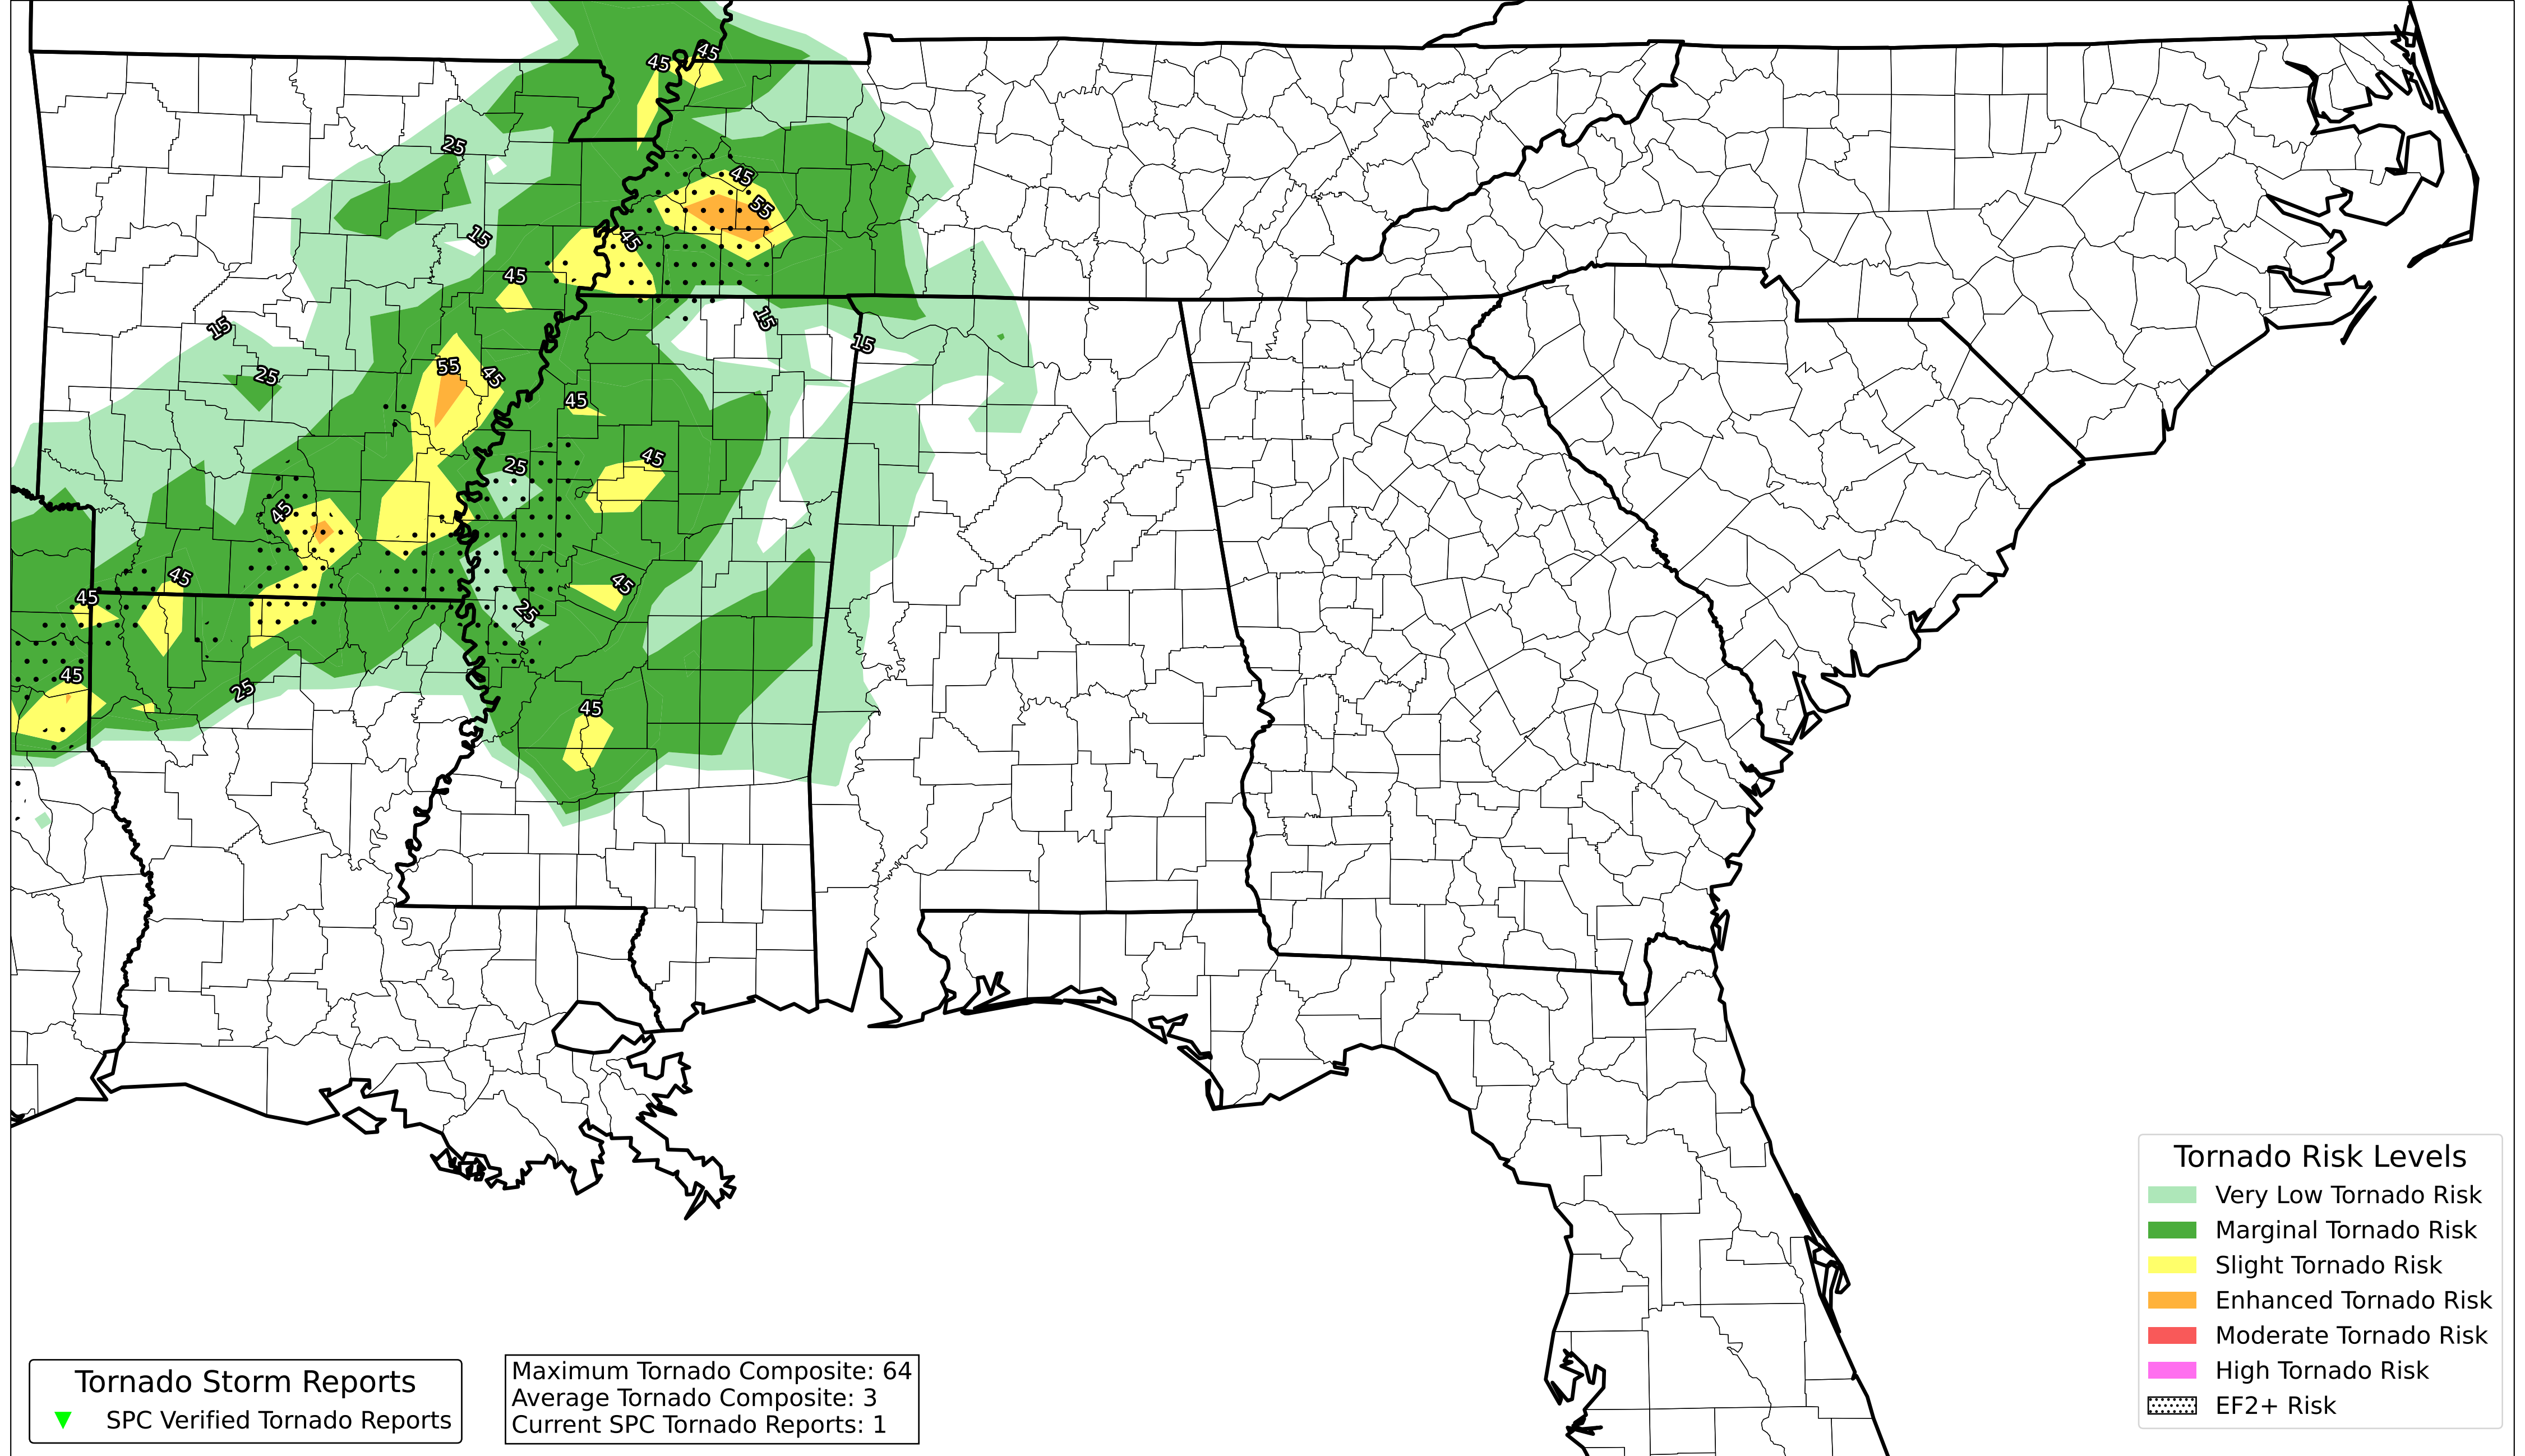 45
45
25
45
55
15
45
45
15
15
15
55
45
25
45
45
25
45
45
45
45
25
45
25
45
Tornado Risk Levels
Very Low Tornado Risk
Marginal Tornado Risk
Slight Tornado Risk
Enhanced Tornado Risk
Moderate Tornado Risk
High Tornado Risk
EF2+ Risk
Tornado Storm Reports
SPC Verified Tornado Reports
Maximum Tornado Composite: 64
Average Tornado Composite: 3
Current SPC Tornado Reports: 1